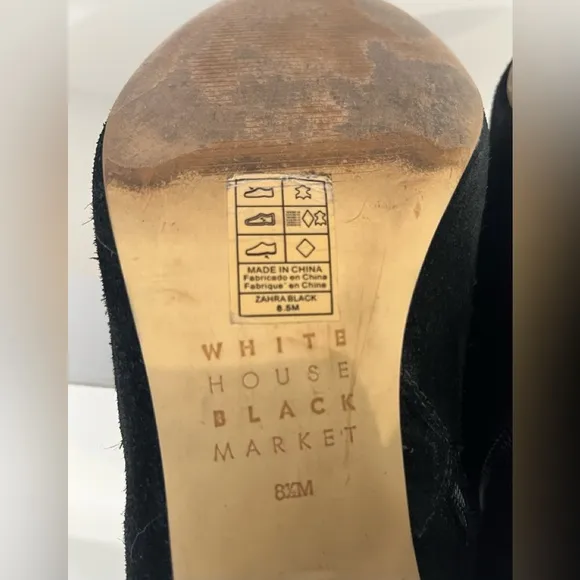 MADE IN CHINA
Fabricado en China
Fabrique' en Chine
ZAHRA BLACK
8.5M
WHITE
HOUSE
BLACK
MARKET
8½M